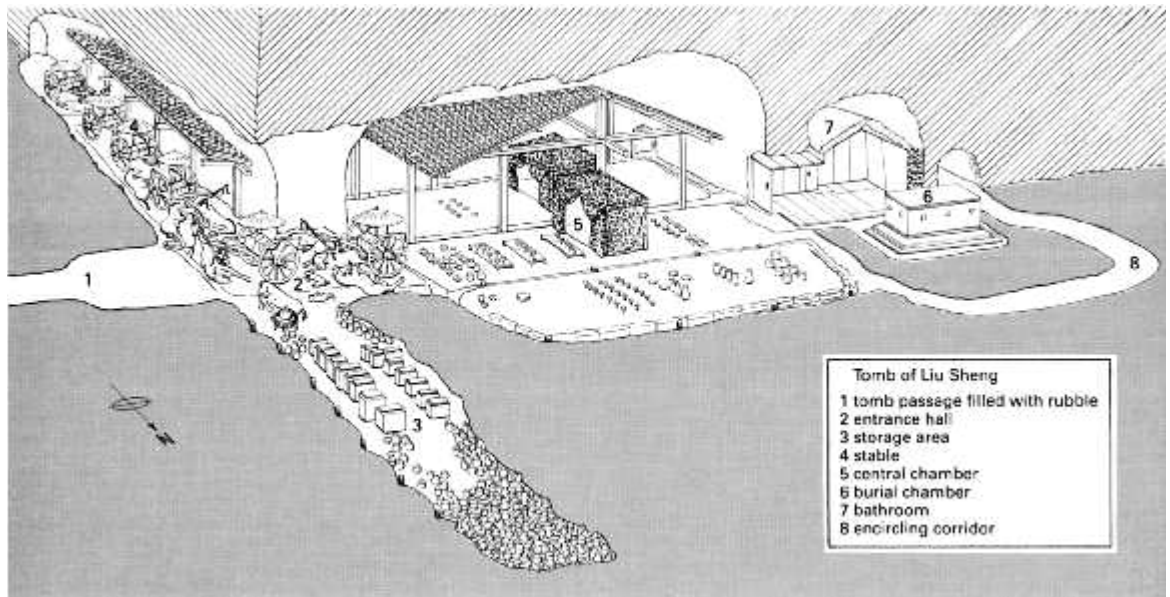 7
4
6
5
1
8
2
3
N
Tomb of Liu Sheng
1 tomb passage filled with rubble
2 entrance hall
3 storage area
4 stable
5 central chamber
6 burial chamber
7 bathroom
8 encircling corridor